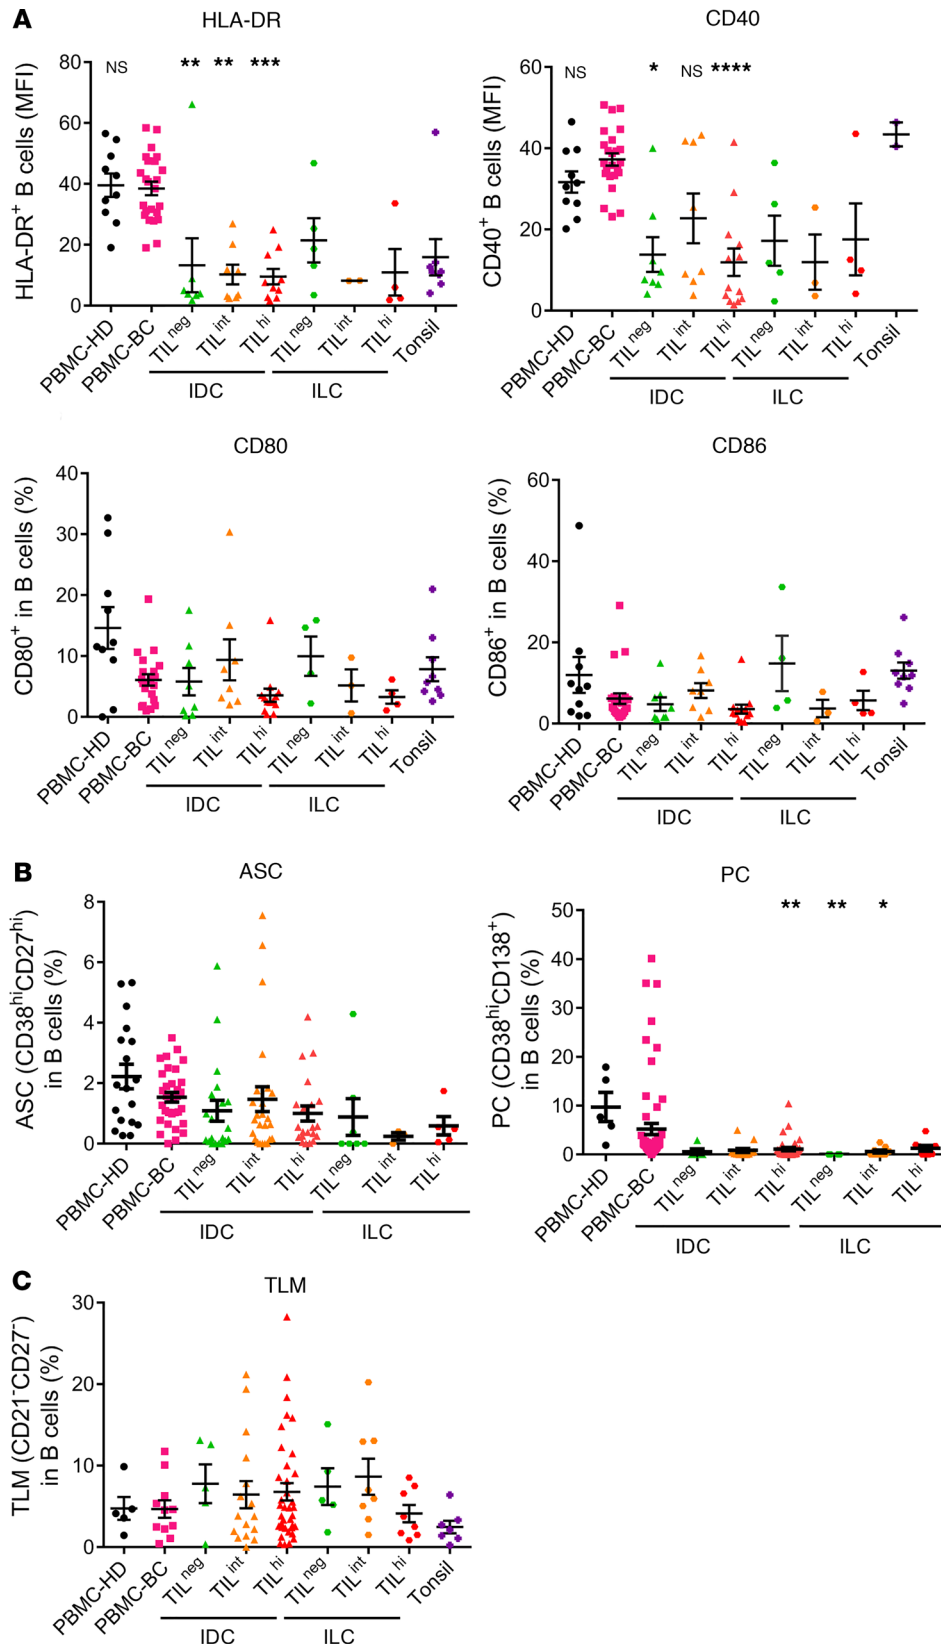 A
HLA-DR
HLA-DR⁺ B cells (MFI)
80
60
40
20
0
NS
**
**
***
PBMC-HD
PBMC-BC
TILⁿᵉᵍ
TILⁱⁿᵗ
TILʰⁱ
TILⁿᵉᵍ
TILⁱⁿᵗ
TILʰⁱ
Tonsil
IDC
ILC
CD40
CD40⁺ B cells (MFI)
60
40
20
0
NS
*
NS
****
PBMC-HD
PBMC-BC
TILⁿᵉᵍ
TILⁱⁿᵗ
TILʰⁱ
TILⁿᵉᵍ
TILⁱⁿᵗ
TILʰⁱ
Tonsil
IDC
ILC
CD80
CD80⁺ in B cells (%)
40
30
20
10
0
PBMC-HD
PBMC-BC
TILⁿᵉᵍ
TILⁱⁿᵗ
TILʰⁱ
TILⁿᵉᵍ
TILⁱⁿᵗ
TILʰⁱ
Tonsil
IDC
ILC
CD86
CD86⁺ in B cells (%)
60
40
20
0
PBMC-HD
PBMC-BC
TILⁿᵉᵍ
TILⁱⁿᵗ
TILʰⁱ
TILⁿᵉᵍ
TILⁱⁿᵗ
TILʰⁱ
Tonsil
IDC
ILC
B
ASC
ASC (CD38ʰⁱCD27ʰⁱ)
in B cells (%)
8
6
4
2
0
PBMC-HD
PBMC-BC
TILⁿᵉᵍ
TILⁱⁿᵗ
TILʰⁱ
TILⁿᵉᵍ
TILⁱⁿᵗ
TILʰⁱ
IDC
ILC
PC
PC (CD38ʰⁱCD138⁺)
in B cells (%)
50
40
30
20
10
0
**
**
*
PBMC-HD
PBMC-BC
TILⁿᵉᵍ
TILⁱⁿᵗ
TILʰⁱ
TILⁿᵉᵍ
TILⁱⁿᵗ
TILʰⁱ
IDC
ILC
C
TLM
TLM (CD21⁻CD27⁻)
in B cells (%)
30
20
10
0
PBMC-HD
PBMC-BC
TILⁿᵉᵍ
TILⁱⁿᵗ
TILʰⁱ
TILⁿᵉᵍ
TILⁱⁿᵗ
TILʰⁱ
Tonsil
IDC
ILC